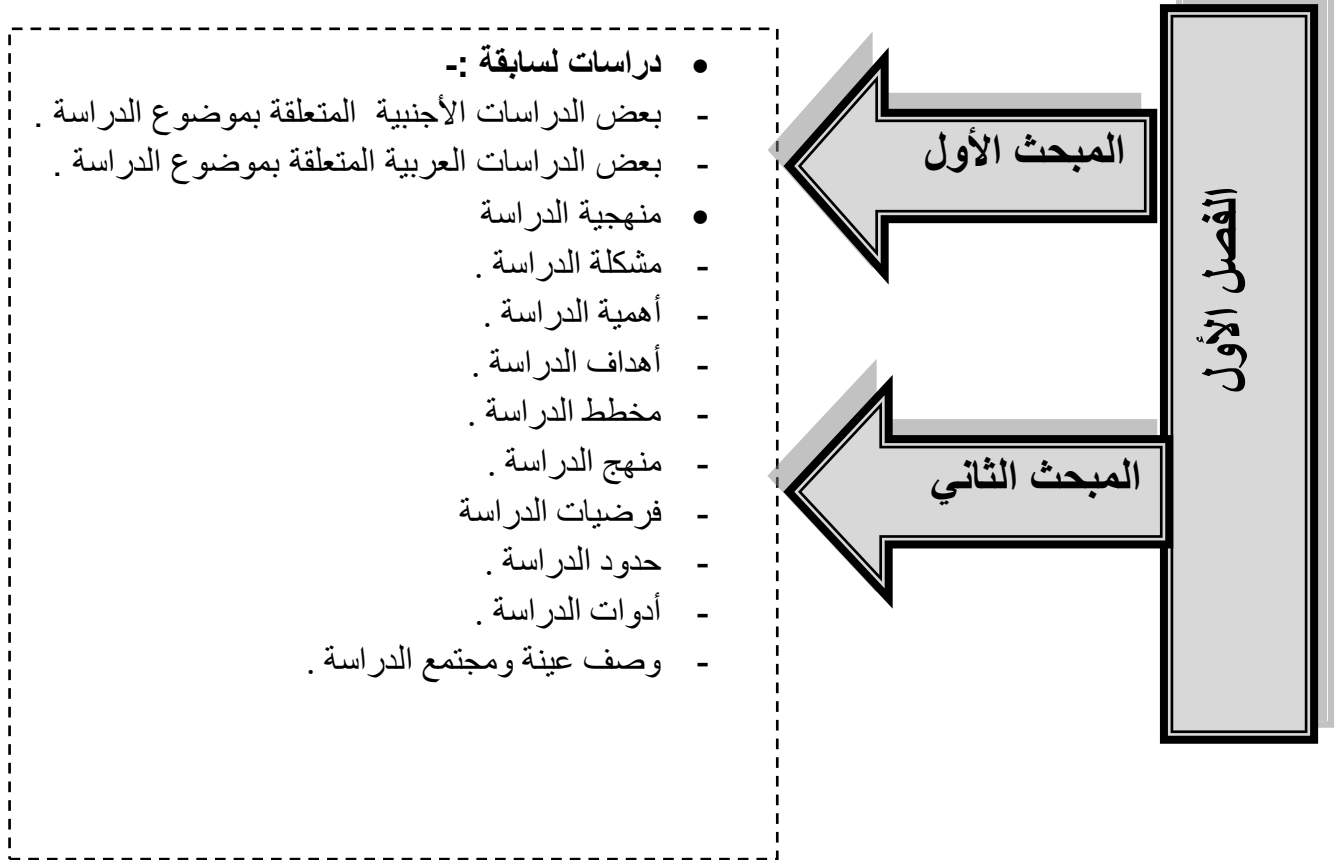 الفصل الأول
المبحث الأول
المبحث الثاني
• دراسات لسابقة :-
- بعض الدراسات الأجنبية المتعلقة بموضوع الدراسة .
- بعض الدراسات العربية المتعلقة بموضوع الدراسة .
• منهجية الدراسة
- مشكلة الدراسة .
- أهمية الدراسة .
- أهداف الدراسة .
- مخطط الدراسة .
- منهج الدراسة .
- فرضيات الدراسة
- حدود الدراسة .
- أدوات الدراسة .
- وصف عينة ومجتمع الدراسة .